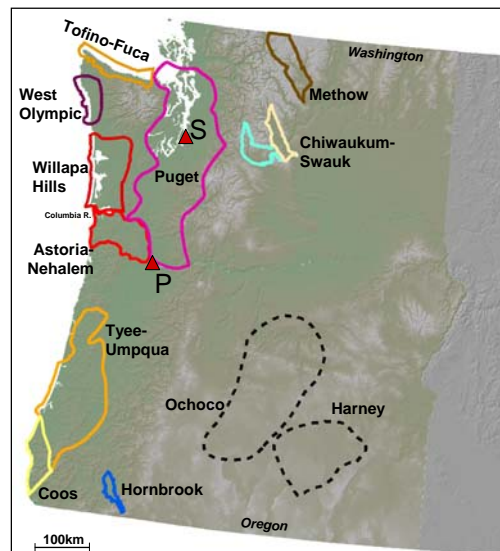 Tofino-Fuca
Washington
West
Olympic
Methow
S
Chiwaukum-
Swauk
Willapa
Hills
Puget
Columbia R.
Astoria-
Nehalem
P
Tyee-
Umpqua
Ochoco
Harney
Coos
Hornbrook
Oregon
100km